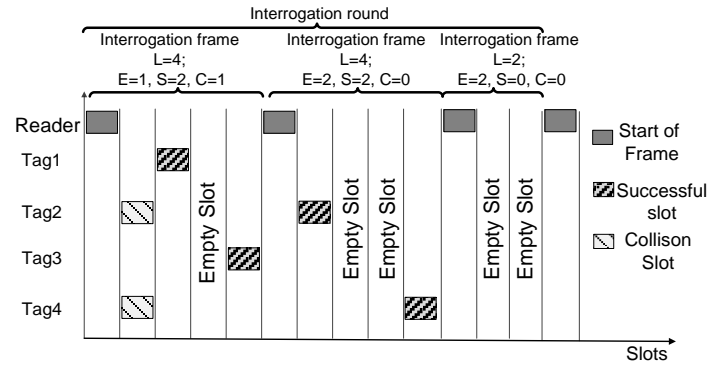 Interrogation round
Interrogation frame
L=4;
E=1, S=2, C=1
Interrogation frame
L=4;
E=2, S=2, C=0
Interrogation frame
L=2;
E=2, S=0, C=0
Reader
Tag1
Tag2
Tag3
Tag4
Empty Slot
Empty Slot
Empty Slot
Empty Slot
Empty Slot
Start of
Frame
Successful
slot
Collison
Slot
Slots